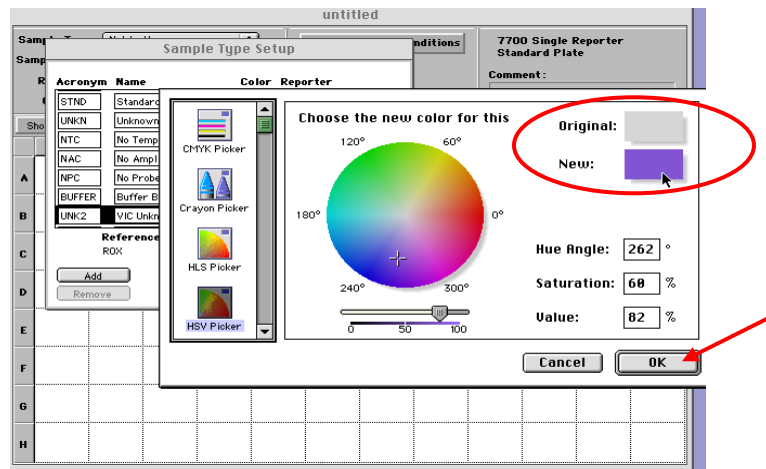 untitled
Sample Type Setup
nditions
7700 Single Reporter
Standard Plate
Comment:
Acronym Name Color Reporter
STND Standard
UNKN Unknown
NTC No Temp
NAC No Ampl
NPC No Probe
BUFFER Buffer B
UNK2 VIC Unkn
Reference
ROX
Add
Remove
CMYK Picker
Crayon Picker
HLS Picker
HSV Picker
Choose the new color for this
120° 60°
180° 0°
240° 300°
0 50 100
Original:
New:
Hue Angle: 262 °
Saturation: 60 %
Value: 82 %
Cancel OK
Sam
Sam
R
Sho
A
B
C
D
E
F
G
H